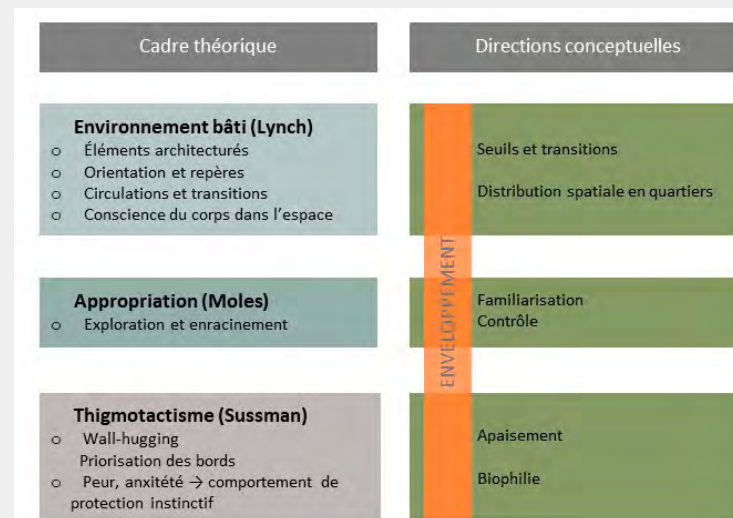 Cadre théorique
Directions conceptuelles
Environnement bâti (Lynch)
o Éléments architecturés
o Orientation et repères
o Circulations et transitions
o Conscience du corps dans l'espace
Seuils et transitions
Distribution spatiale en quartiers
Appropriation (Moles)
o Exploration et enracinement
Familiarisation
Contrôle
Thigmotactisme (Sussman)
o Wall-hugging
Priorisation des bords
o Peur, anxitété → comportement de
protection instinctif
Apaisement
Biophilie
ENVELOPPEMENT